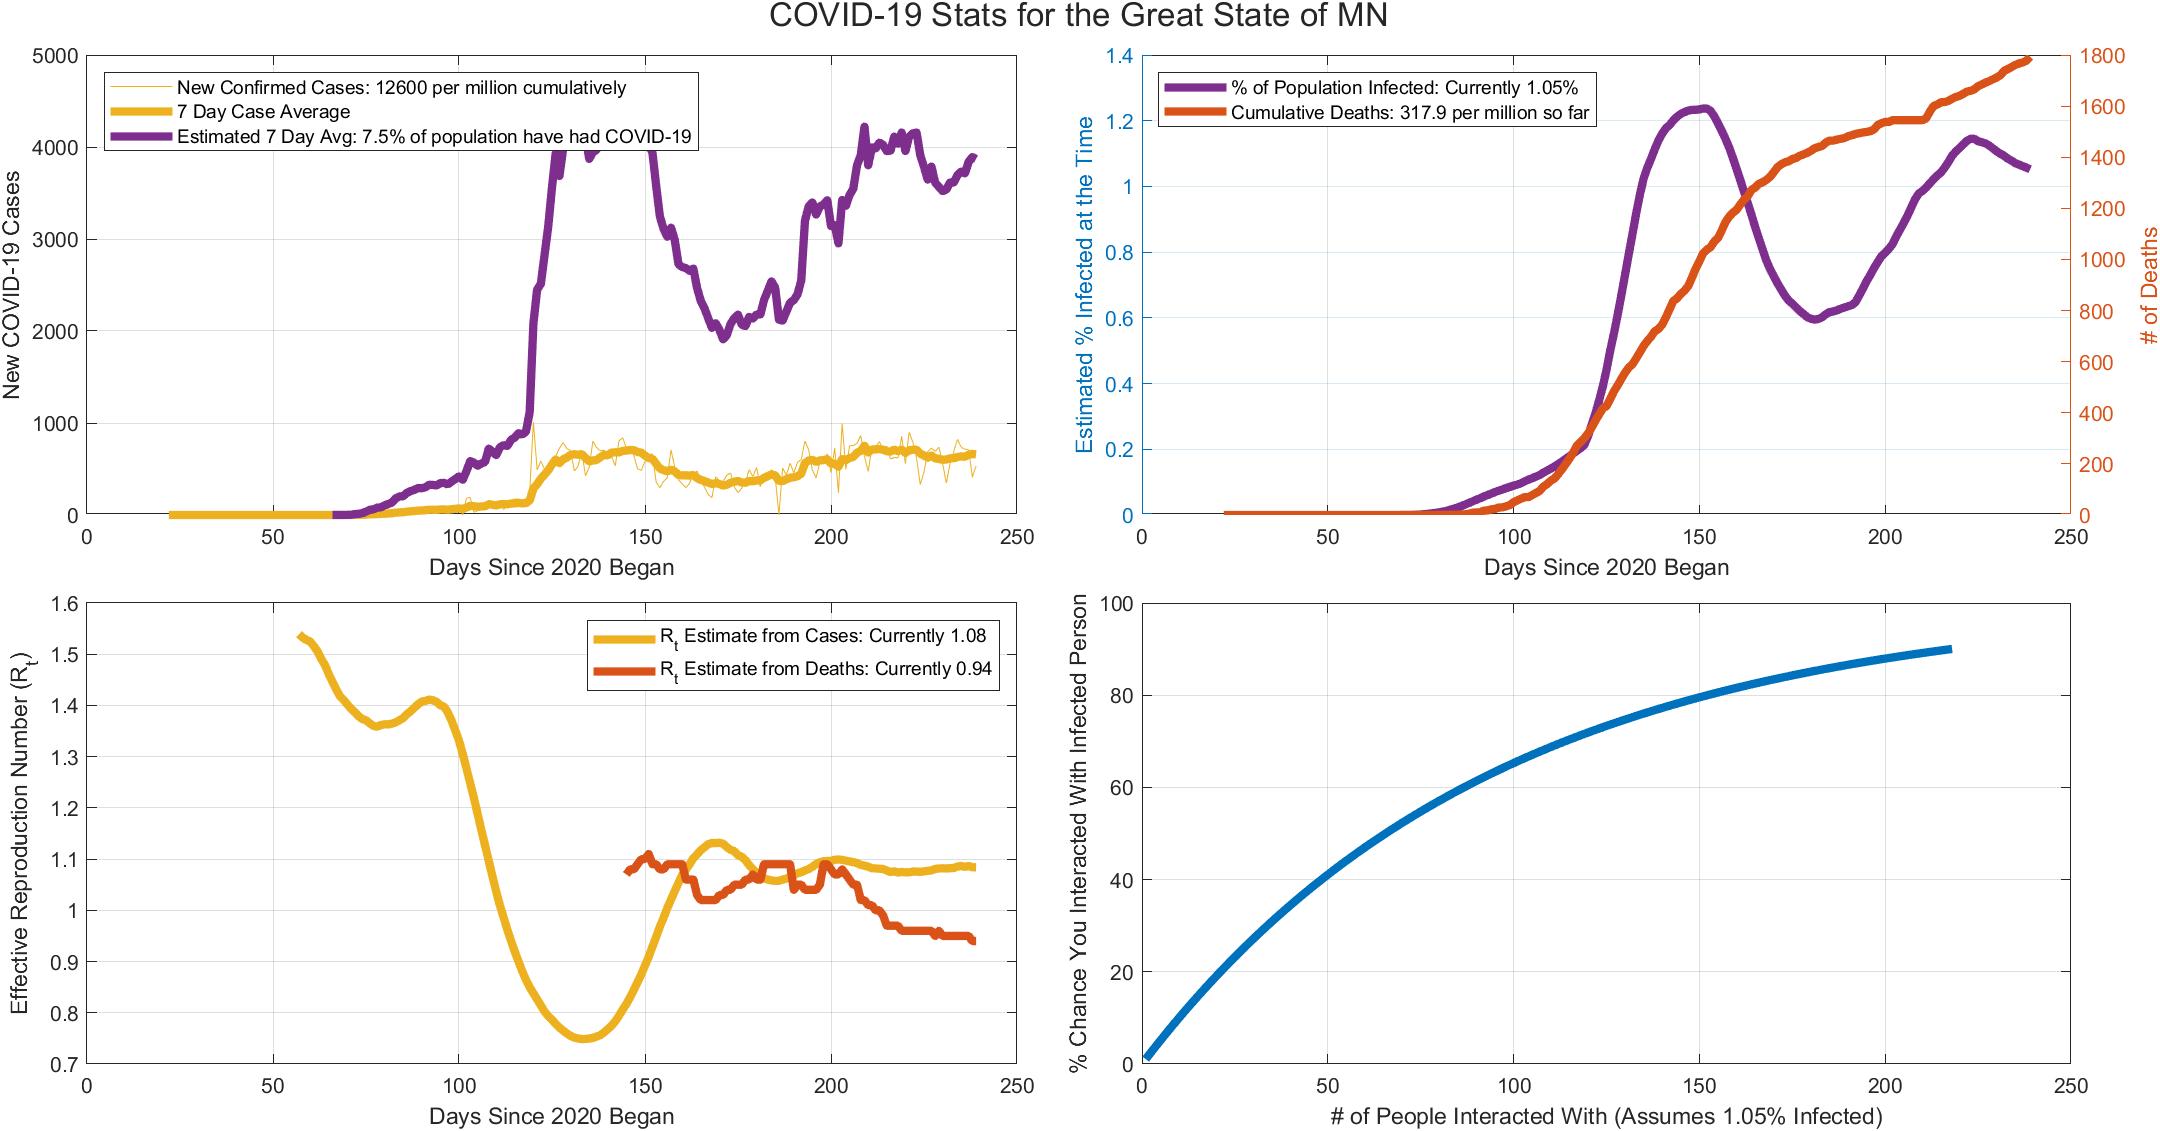 COVID-19 Stats for the Great State of MN
5000
4000
3000
2000
1000
0
New COVID-19 Cases
New Confirmed Cases: 12600 per million cumulatively
7 Day Case Average
Estimated 7 Day Avg: 7.5% of population have had COVID-19
0 50 100 150 200 250
Days Since 2020 Began
1.4
1.2
1
0.8
0.6
0.4
0.2
0
Estimated % Infected at the Time
% of Population Infected: Currently 1.05%
Cumulative Deaths: 317.9 per million so far
1800
1600
1400
1200
1000
800
600
400
200
0
# of Deaths
0 50 100 150 200 250
Days Since 2020 Began
1.6
1.5
1.4
1.3
1.2
1.1
1
0.9
0.8
0.7
Effective Reproduction Number (Rt)
Rt Estimate from Cases: Currently 1.08
Rt Estimate from Deaths: Currently 0.94
0 50 100 150 200 250
Days Since 2020 Began
100
80
60
40
20
0
% Chance You Interacted With Infected Person
0 50 100 150 200 250
# of People Interacted With (Assumes 1.05% Infected)